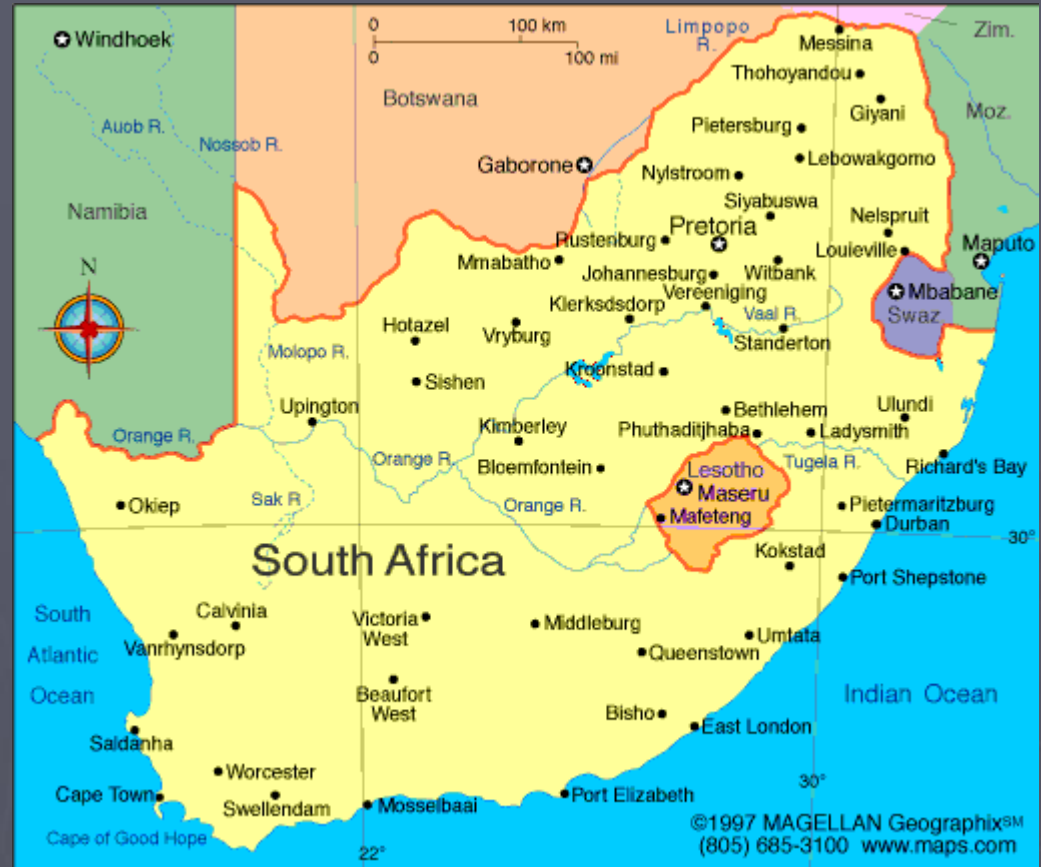 Windhoek
0 100 km
0 100 mi
Limpopo
R.
Zim.
Messina
Thohoyandou
Botswana
Giyani
Moz.
Auob R.
Nossob R.
Pietersburg
Gaborone
Lebowakgomo
Nylstroom
Siyabuswa
Namibia
Nelspruit
Pretoria
Rustenburg
Louieville
Maputo
Mmabatho
N
Johannesburg
Witbank
Vereeniging
Mbabane
Klerksdsdorp
Swaz
Vaal R.
Hotazel
Vryburg
Standerton
Molopo R.
Kroonstad
Sishen
Upington
Bethlehem
Ulundi
Kimberley
Phuthaditjhaba
Ladysmith
Orange R.
Orange R.
Bloemfontein
Lesotho
Tugela R.
Richard's Bay
Maseru
Sak R
Orange R.
Okiep
Pietermaritzburg
Mafeteng
Durban
30°
Kokstad
South Africa
Port Shepstone
Calvinia
Victoria
West
South
Atlantic
Ocean
Middleburg
Umtata
Vanrhynsdorp
Queenstown
Beaufort
West
Indian Ocean
Bisho
East London
Saldanha
Worcester
30°
Cape Town
Swellendam
Mosselbaai
Port Elizabeth
Cape of Good Hope
22°
©1997 MAGELLAN Geographix℠
(805) 685-3100 www.maps.com